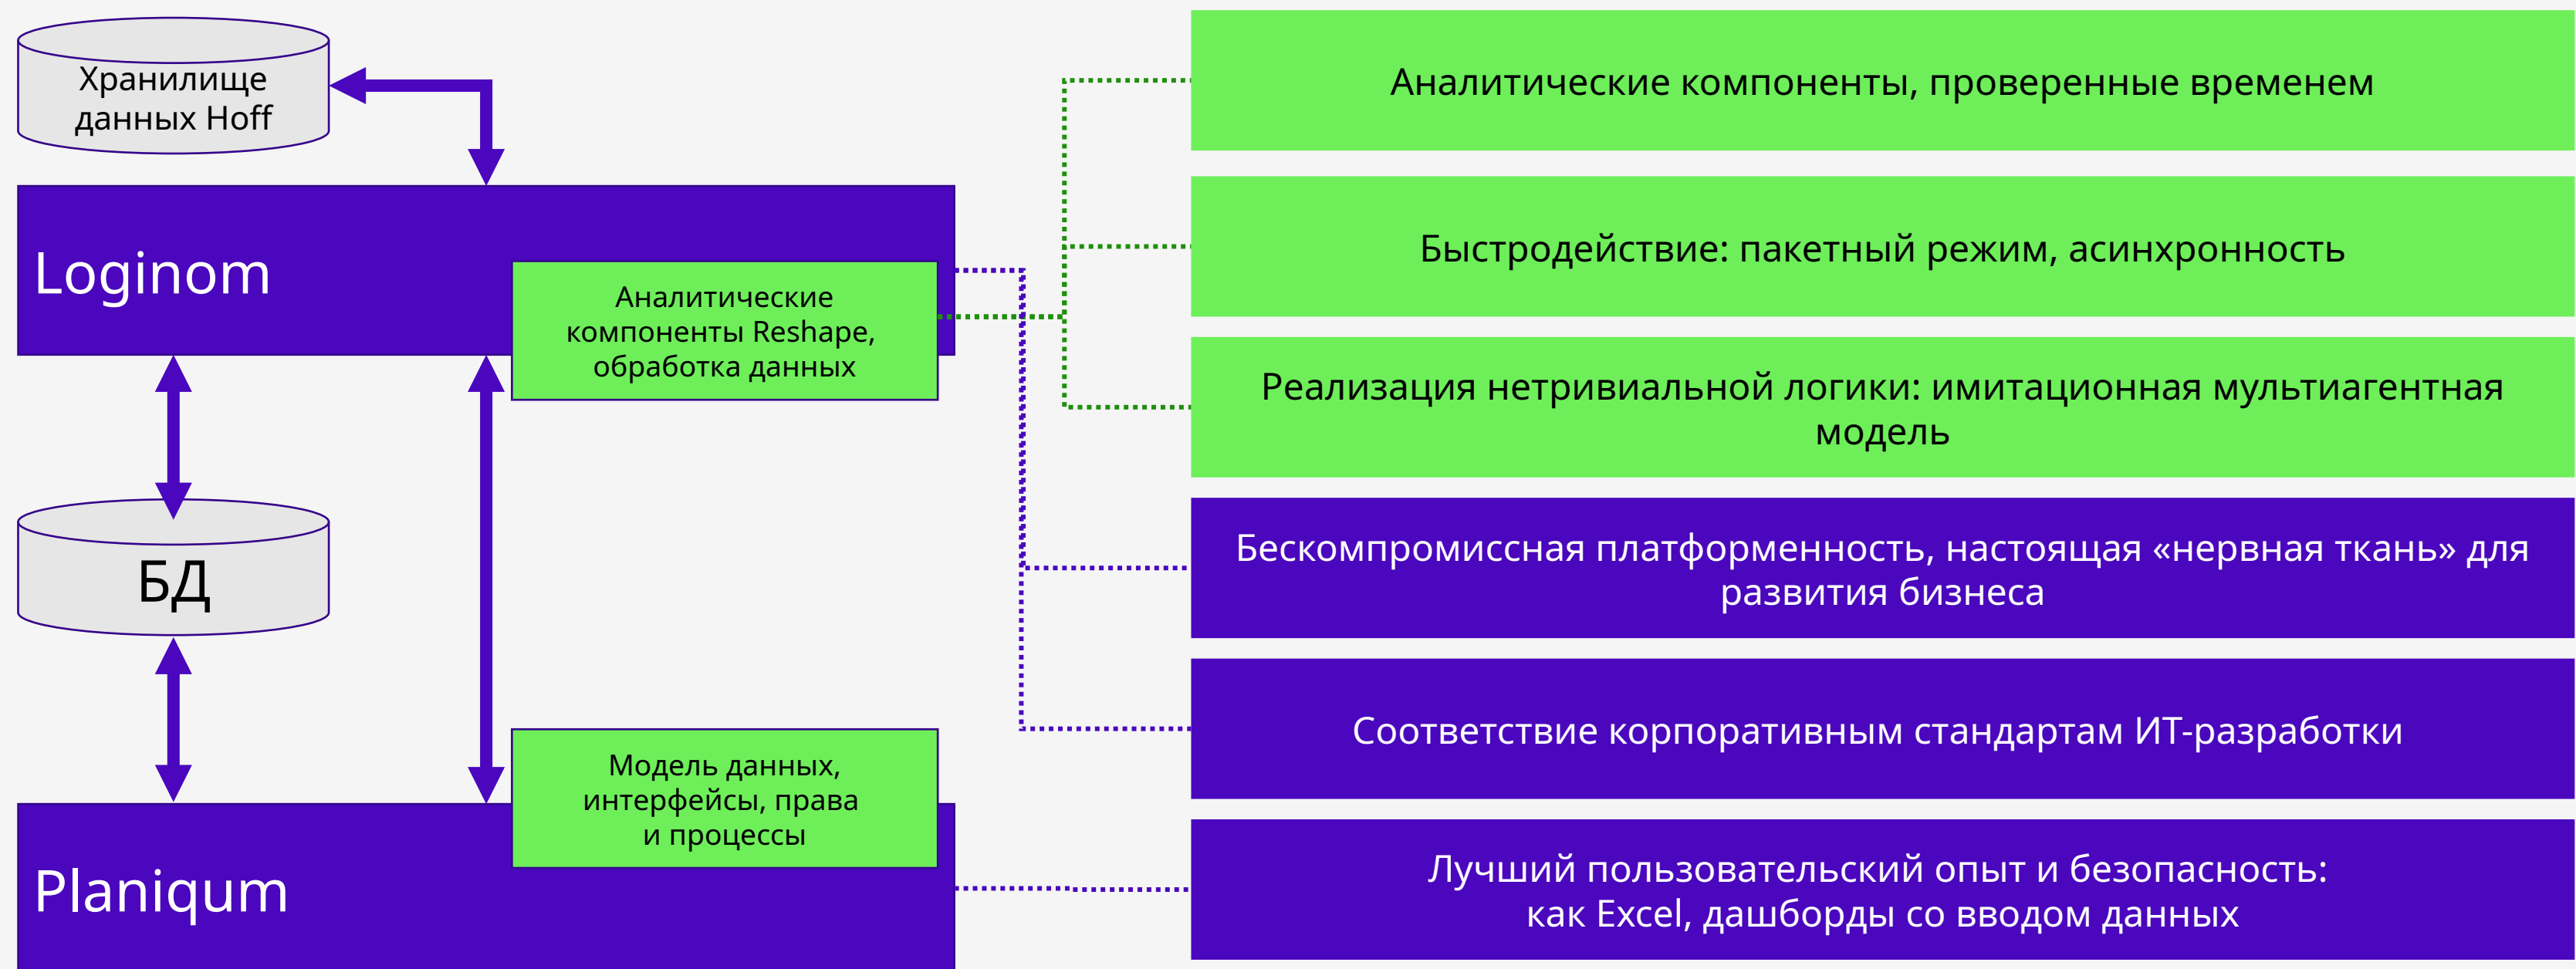 Хранилище
данных Hoff
Loginom
Аналитические
компоненты Reshape,
обработка данных
БД
Модель данных,
интерфейсы, права
и процессы
Planiqum
Аналитические компоненты, проверенные временем
Быстродействие: пакетный режим, асинхронность
Реализация нетривиальной логики: имитационная мультиагентная
модель
Бескомпромиссная платформенность, настоящая «нервная ткань» для
развития бизнеса
Соответствие корпоративным стандартам ИТ-разработки
Лучший пользовательский опыт и безопасность:
как Excel, дашборды со вводом данных